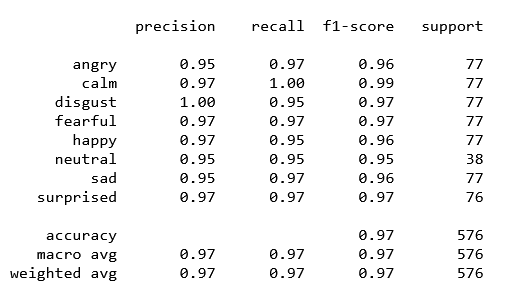 precision recall f1-score support
angry 0.95 0.97 0.96 77
calm 0.97 1.00 0.99 77
disgust 1.00 0.95 0.97 77
fearful 0.97 0.97 0.97 77
happy 0.97 0.95 0.96 77
neutral 0.95 0.95 0.95 38
sad 0.95 0.97 0.96 77
surprised 0.97 0.97 0.97 76
accuracy 0.97 576
macro avg 0.97 0.97 0.97 576
weighted avg 0.97 0.97 0.97 576